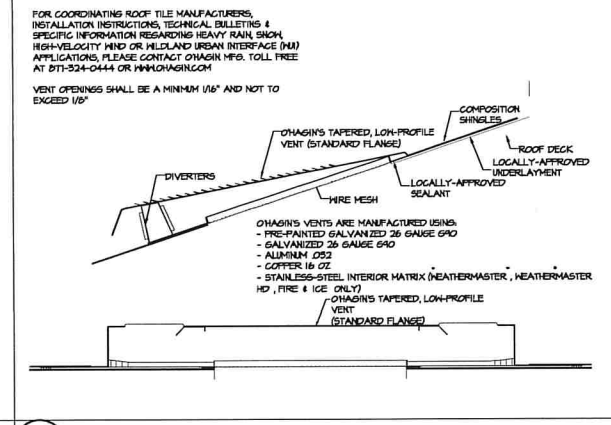 FOR COORDINATING ROOF TILE MANUFACTURERS,
INSTALLATION INSTRUCTIONS, TECHNICAL BULLETINS &
SPECIFIC INFORMATION REGARDING HEAVY RAIN, SNOW,
HIGH-VELOCITY WIND OR WILDLAND URBAN INTERFACE (WUI)
APPLICATIONS, PLEASE CONTACT O'HAGIN MFG. TOLL FREE
AT 877-324-0444 OR WWW.OHAGIN.COM
VENT OPENINGS SHALL BE A MINIMUM 1/16" AND NOT TO
EXCEED 1/8"
COMPOSITION
SHINGLES
O'HAGIN'S TAPERED, LOW-PROFILE
VENT (STANDARD FLANGE)
ROOF DECK
LOCALLY-APPROVED
UNDERLAYMENT
DIVERTERS
LOCALLY-APPROVED
SEALANT
WIRE MESH
O'HAGIN'S VENTS ARE MANUFACTURED USING:
- PRE-PAINTED GALVANIZED 26 GAUGE G90
- GALVANIZED 26 GAUGE G90
- ALUMINUM .032
- COPPER 16 OZ
- STAINLESS-STEEL INTERIOR MATRIX (WEATHERMASTER , WEATHERMASTER
HD , FIRE & ICE ONLY)
O'HAGIN'S TAPERED, LOW-PROFILE
VENT
(STANDARD FLANGE)